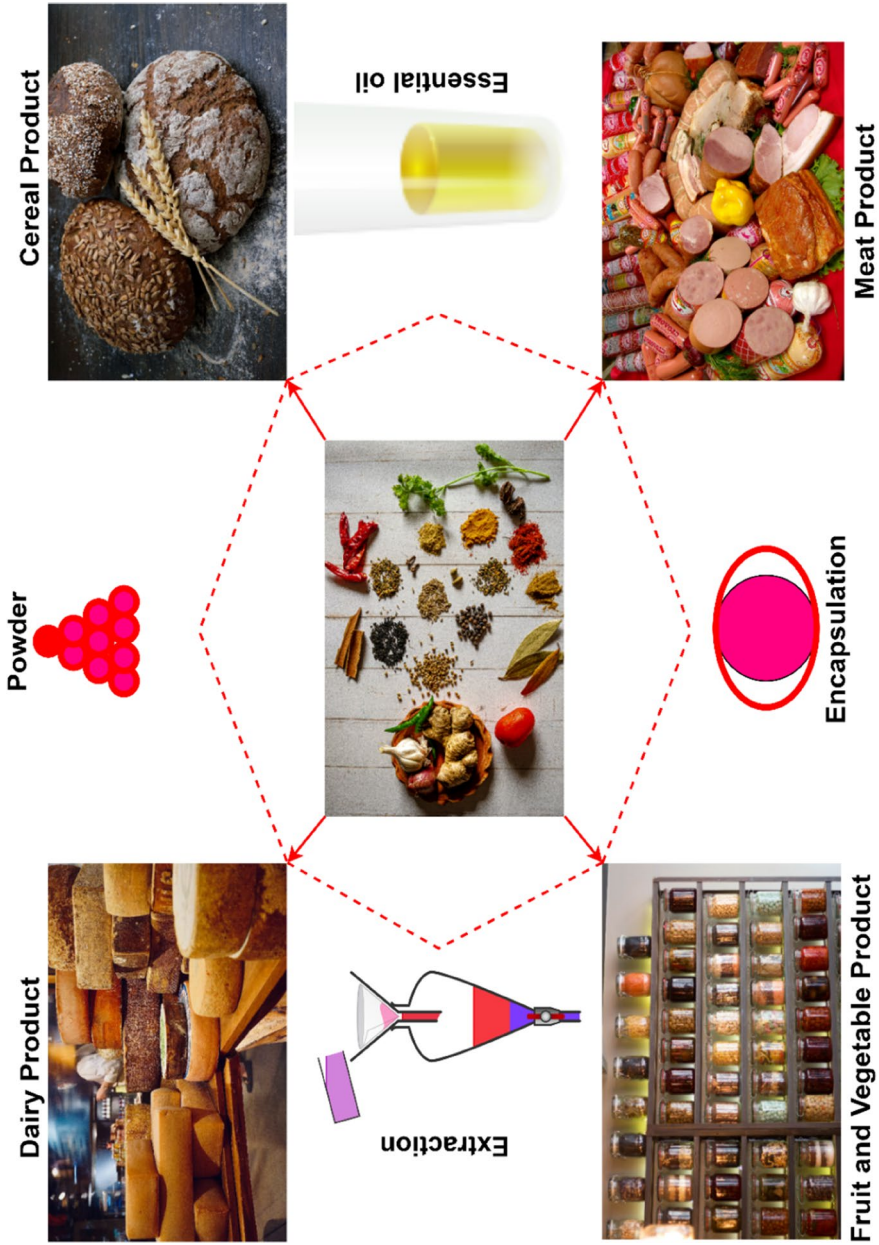 Cereal Product
Essential oil
Meat Product
Powder
Encapsulation
Dairy Product
Extraction
Fruit and Vegetable Product